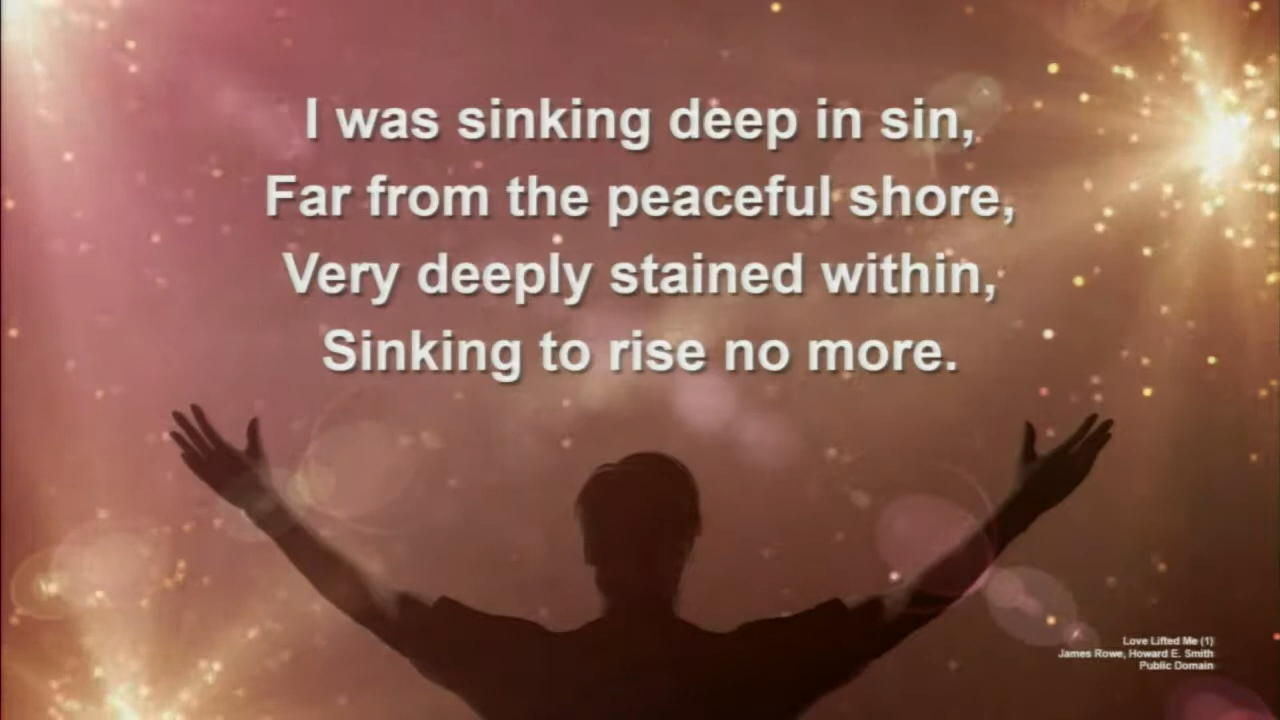 I was sinking deep in sin,
Far from the peaceful shore,
Very deeply stained within,
Sinking to rise no more.
Love Lifted Me (1)
James Rowe, Howard E. Smith
Public Domain